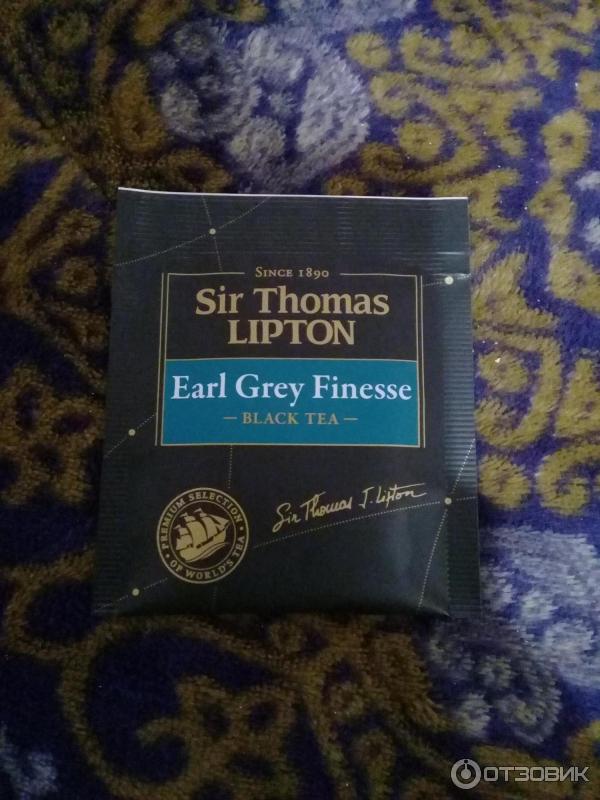 SINCE 1890
Sir Thomas
LIPTON
Earl Grey Finesse
– BLACK TEA –
PREMIUM SELECTION
• OF WORLD'S TEA •
Sir Thomas J. Lipton
ОТЗОВИК